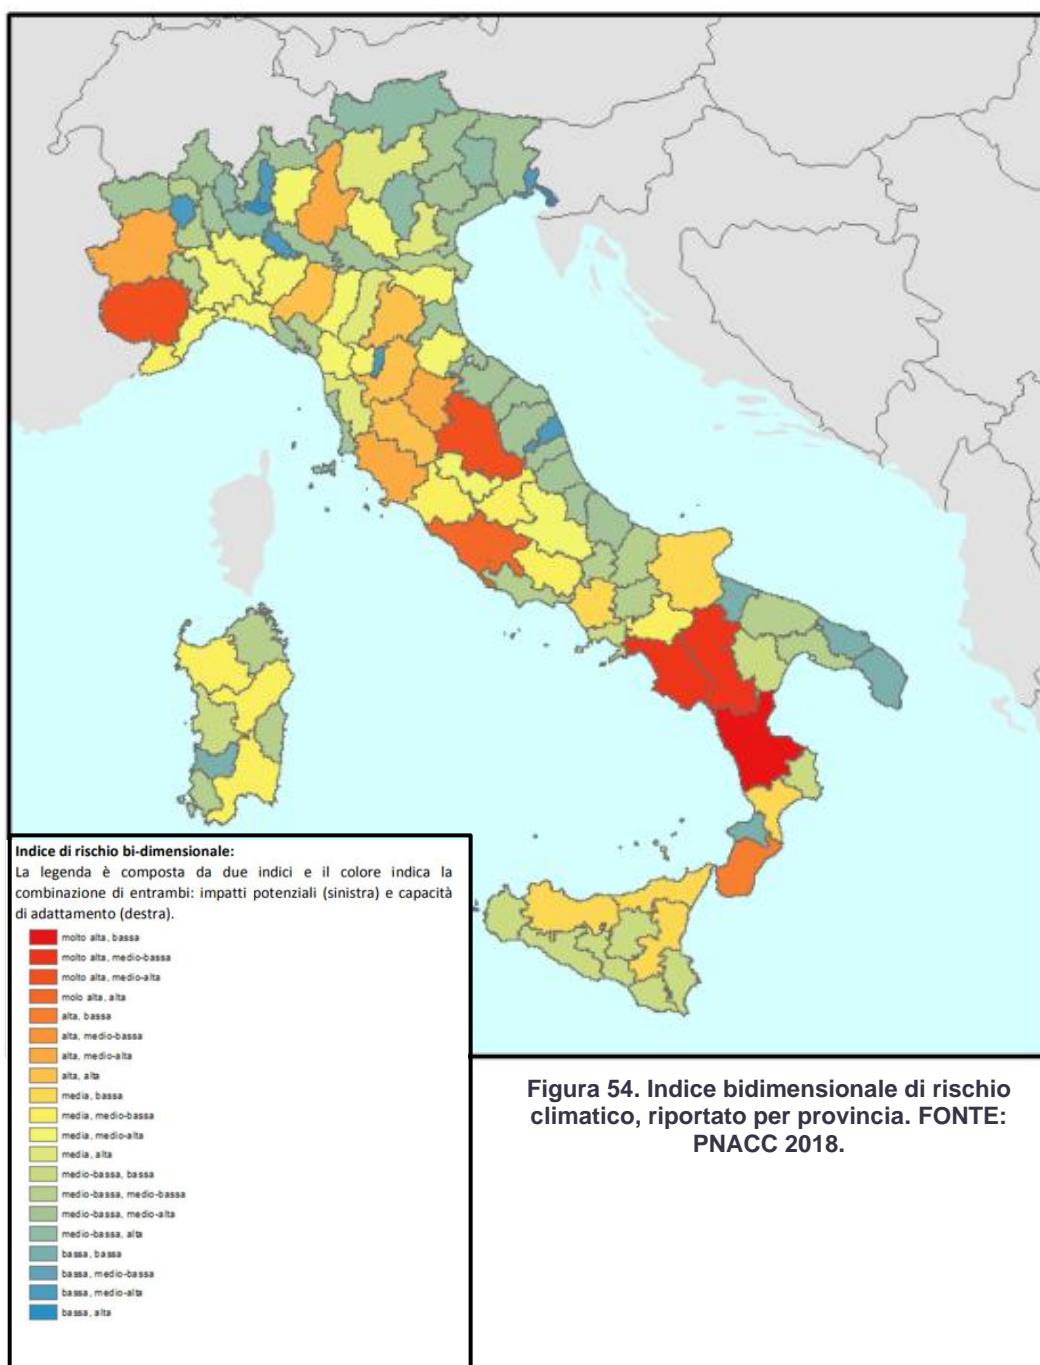 Indice di rischio bi-dimensionale:
La legenda è composta da due indici e il colore indica la
combinazione di entrambi: impatti potenziali (sinistra) e capacità
di adattamento (destra).
molto alta, bassa
molto alta, medio-bassa
molto alta, medio-alta
molo alta, alta
alta, bassa
alta, medio-bassa
alta, medio-alta
alta, alta
media, bassa
media, medio-bassa
media, medio-alta
media, alta
medio-bassa, bassa
medio-bassa, medio-bassa
medio-bassa, medio-alta
medio-bassa, alta
bassa, bassa
bassa, medio-bassa
bassa, medio-alta
bassa, alta
Figura 54. Indice bidimensionale di rischio
climatico, riportato per provincia. FONTE:
PNACC 2018.